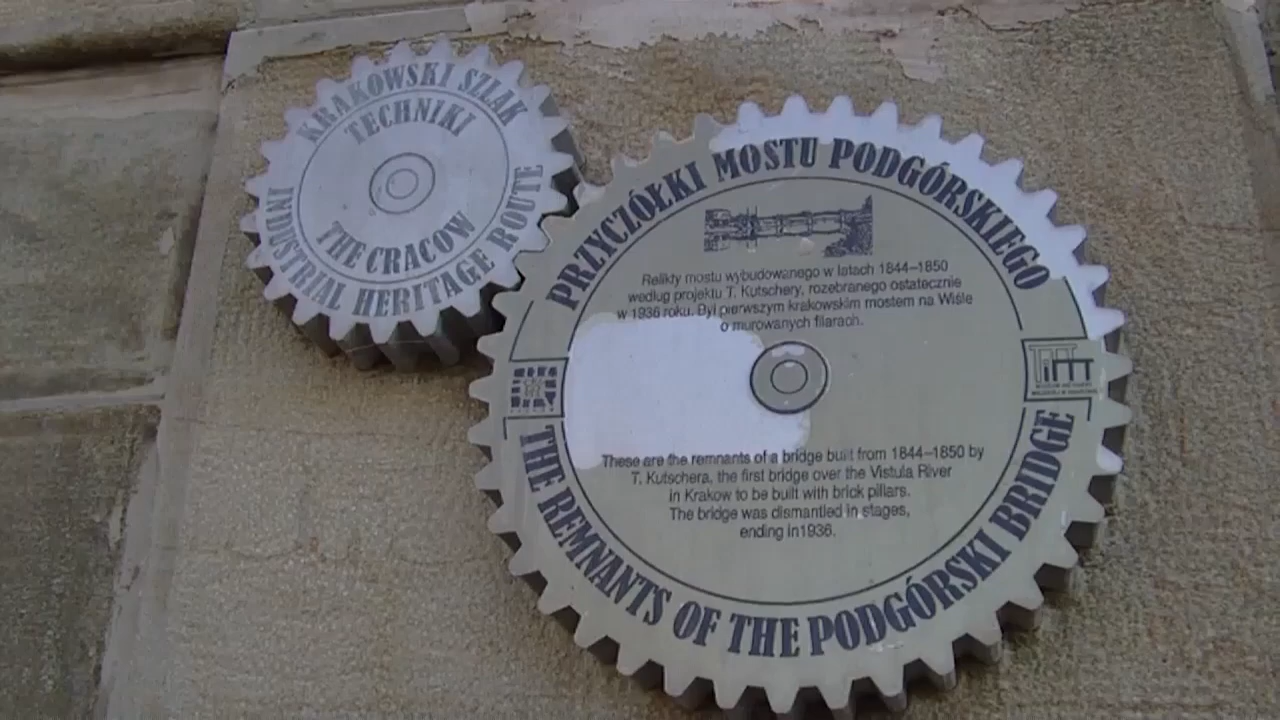 KRAKOWSKI SZLAK
TECHNIKI
THE CRACOW
INDUSTRIAL HERITAGE ROUTE
PRZYCZÓŁKI MOSTU PODGÓRSKIEGO
Relikty mostu wybudowanego w latach 1844–1850
według projektu T. Kutschery, rozebranego ostatecznie
w 1936 roku. Był pierwszym krakowskim mostem na Wiśle
o murowanych filarach.
These are the remnants of a bridge built from 1844–1850 by
T. Kutschera, the first bridge over the Vistula River
in Krakow to be built with brick pillars.
The bridge was dismantled in stages,
ending in1936.
THE REMNANTS OF THE PODGÓRSKI BRIDGE